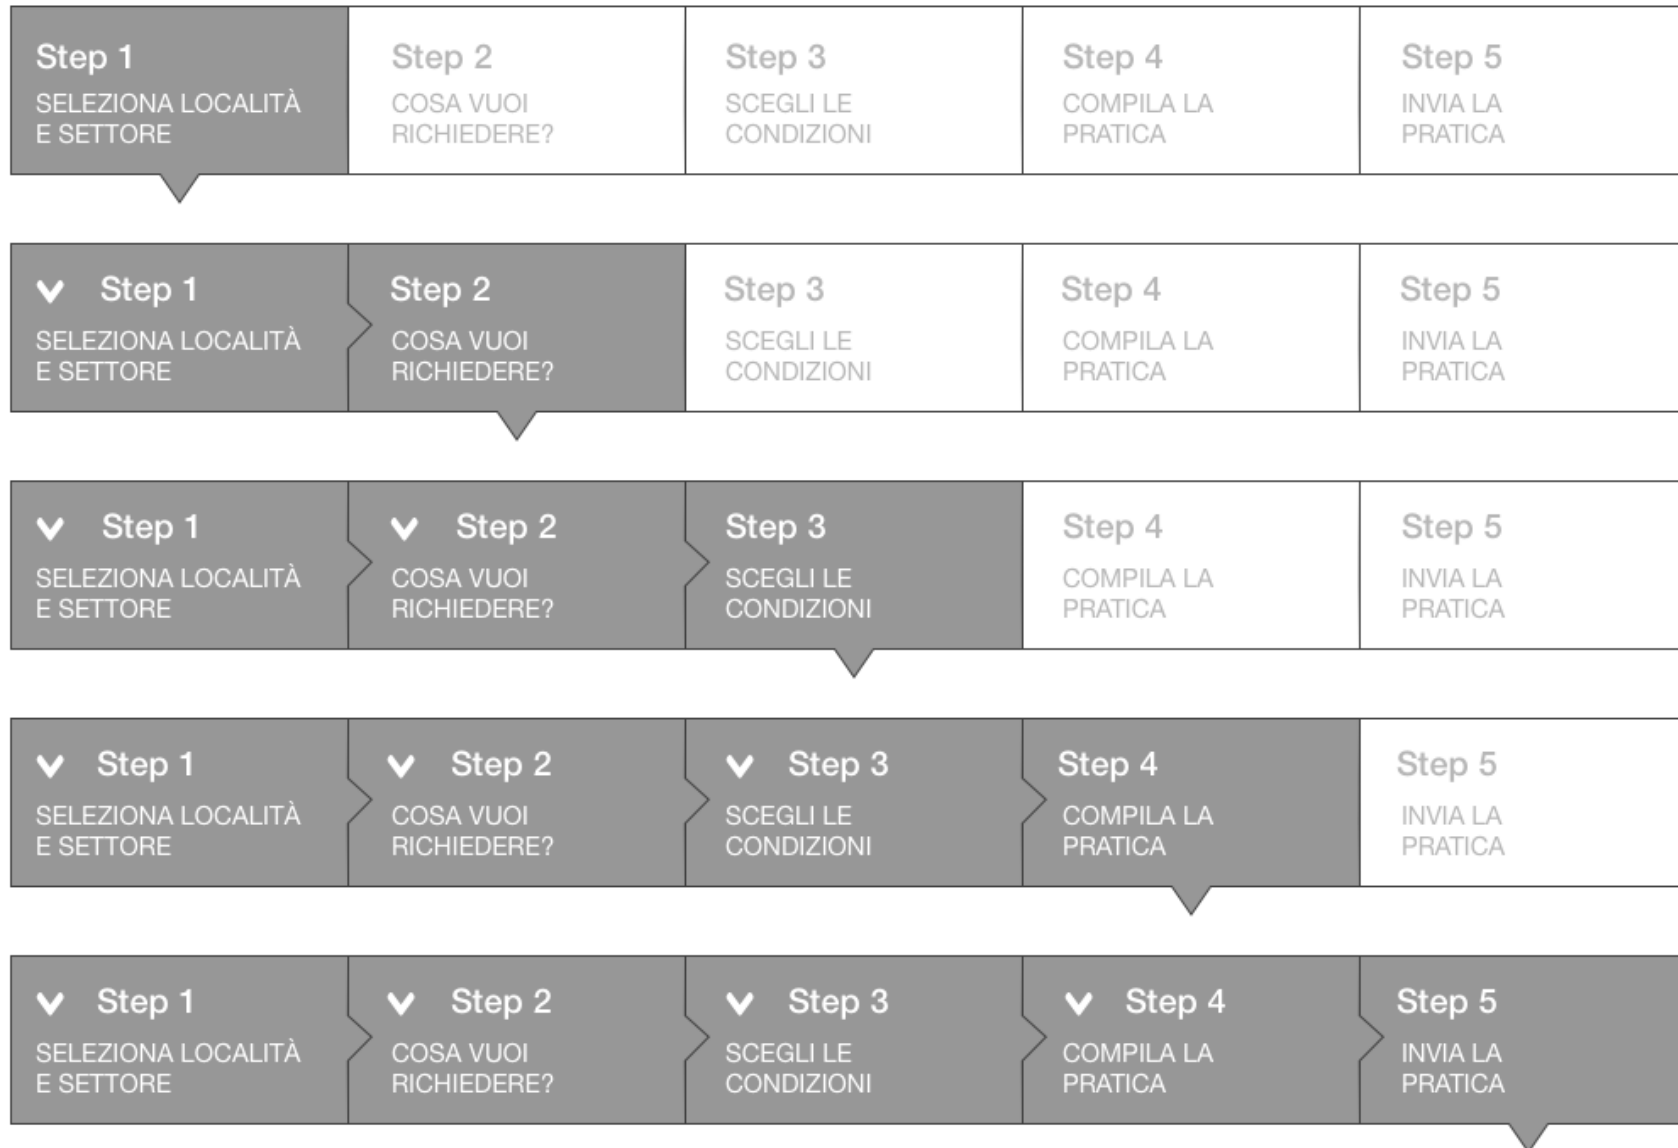 Step 1 Step 2 Step 3 Step 4 Step 5
SELEZIONA LOCALITÀ COSA VUOI SCEGLI LE COMPILA LA INVIA LA
E SETTORE RICHIEDERE? CONDIZIONI PRATICA PRATICA
Step 1 Step 2 Step 3 Step 4 Step 5
SELEZIONA LOCALITÀ COSA VUOI SCEGLI LE COMPILA LA INVIA LA
E SETTORE RICHIEDERE? CONDIZIONI PRATICA PRATICA
Step 1 Step 2 Step 3 Step 4 Step 5
SELEZIONA LOCALITÀ COSA VUOI SCEGLI LE COMPILA LA INVIA LA
E SETTORE RICHIEDERE? CONDIZIONI PRATICA PRATICA
Step 1 Step 2 Step 3 Step 4 Step 5
SELEZIONA LOCALITÀ COSA VUOI SCEGLI LE COMPILA LA INVIA LA
E SETTORE RICHIEDERE? CONDIZIONI PRATICA PRATICA
Step 1 Step 2 Step 3 Step 4 Step 5
SELEZIONA LOCALITÀ COSA VUOI SCEGLI LE COMPILA LA INVIA LA
E SETTORE RICHIEDERE? CONDIZIONI PRATICA PRATICA